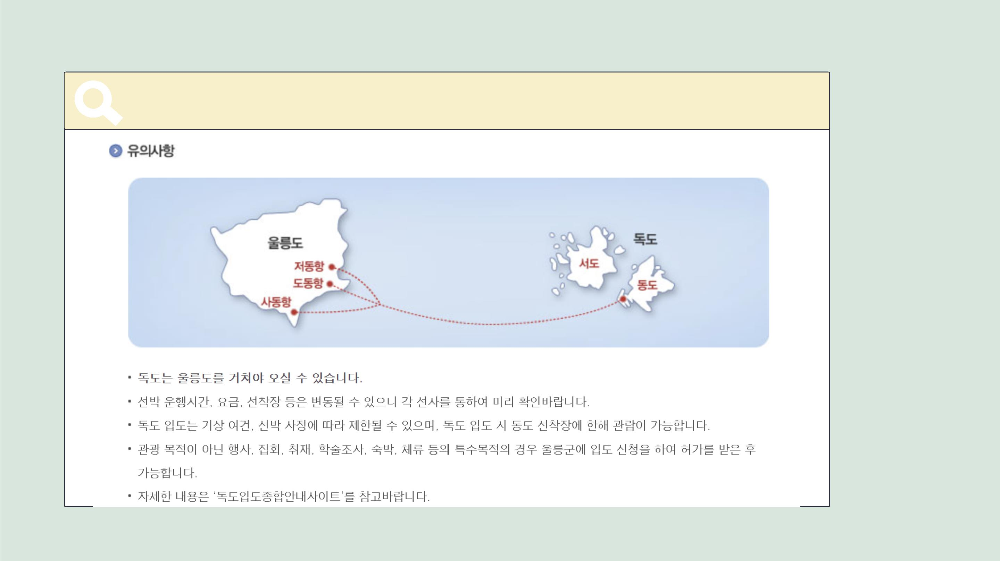 유의사항
울릉도
독도
저동항
서도
도동항
동도
사동항
독도는 울릉도를 거쳐야 오실 수 있습니다.
선박 운행시간, 요금, 선착장 등은 변동될 수 있으니 각 선사를 통하여 미리 확인바랍니다.
독도 입도는 기상 여건, 선박 사정에 따라 제한될 수 있으며, 독도 입도 시 동도 선착장에 한해 관람이 가능합니다.
관광 목적이 아닌 행사, 집회, 취재, 학술조사, 숙박, 체류 등의 특수목적의 경우 울릉군에 입도 신청을 하여 허가를 받은 후
가능합니다.
자세한 내용은 ‘독도입도종합안내사이트’를 참고바랍니다.